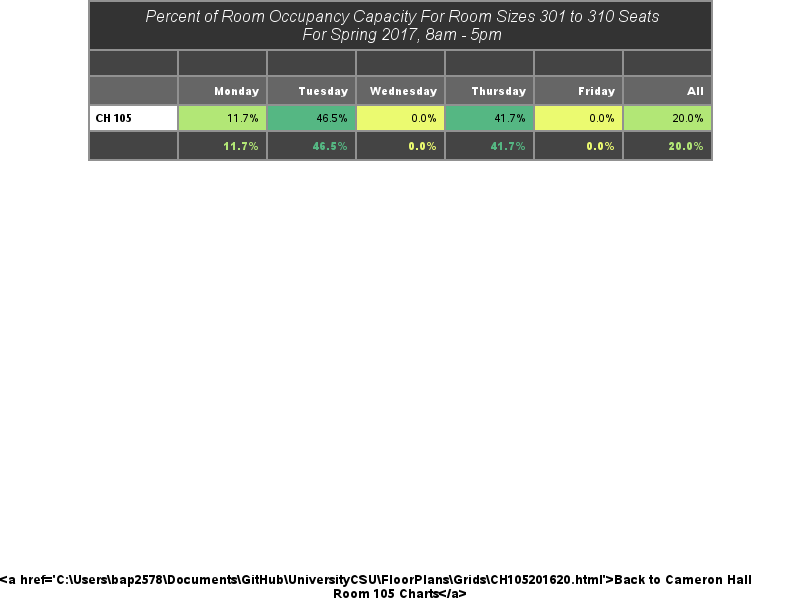 Percent of Room Occupancy Capacity For Room Sizes 301 to 310 Seats
For Spring 2017, 8am - 5pm
Monday Tuesday Wednesday Thursday Friday All
CH 105 11.7% 46.5% 0.0% 41.7% 0.0% 20.0%
11.7% 46.5% 0.0% 41.7% 0.0% 20.0%
<a href='C:\Users\bap2578\Documents\GitHub\UniversityCSU\FloorPlans\Grids\CH105201620.html'>Back to Cameron Hall
Room 105 Charts</a>